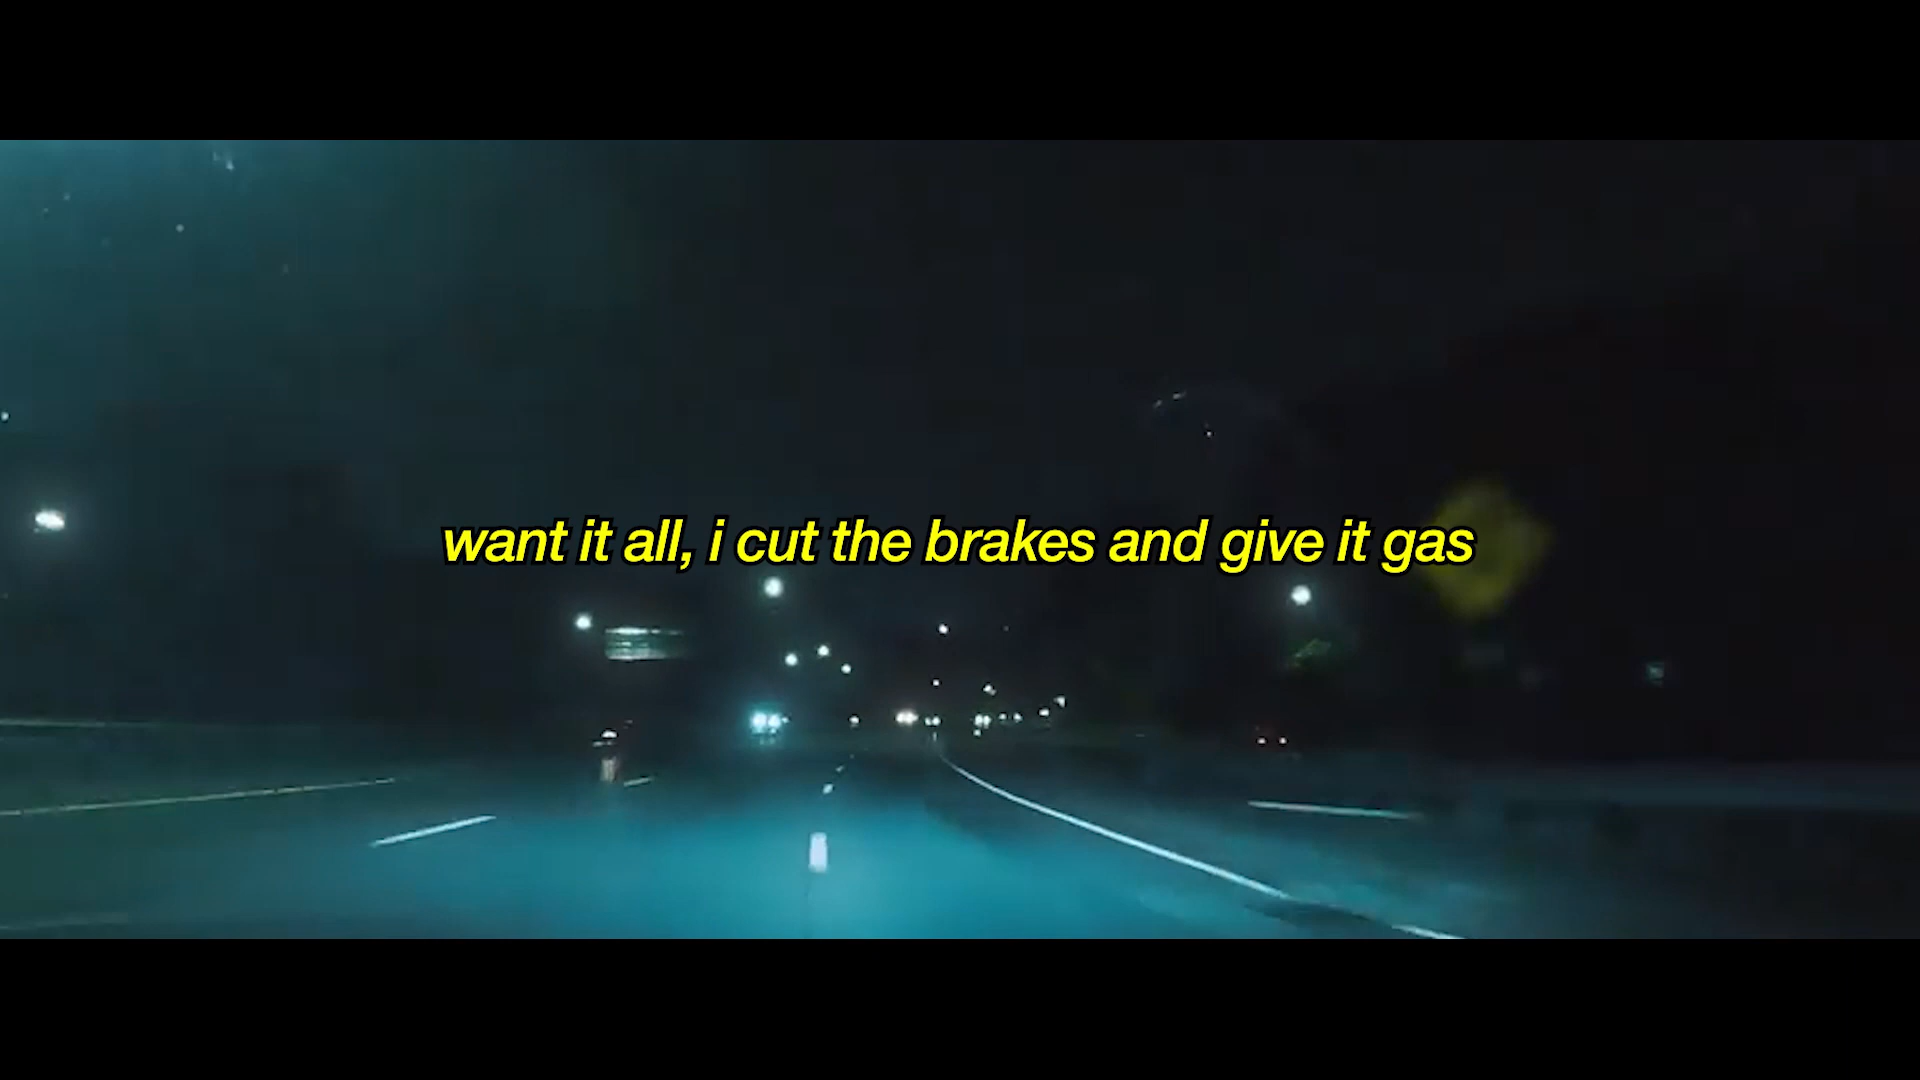 want it all, i cut the brakes and give it gas